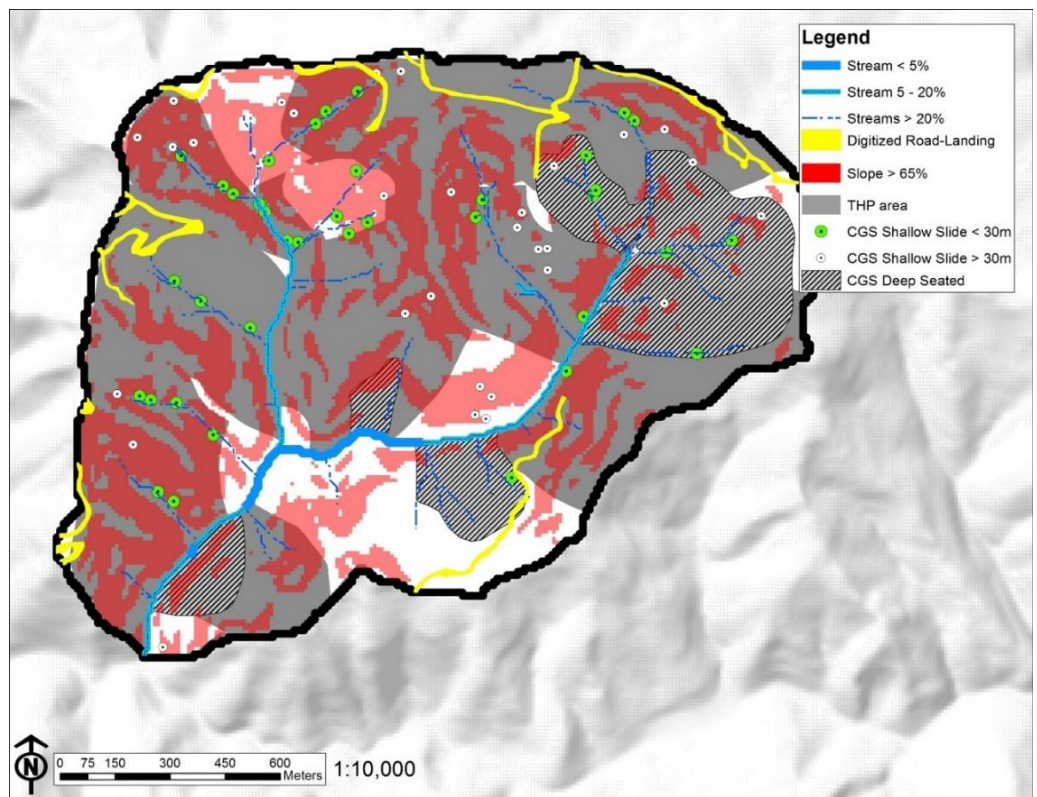 Legend
Stream < 5%
Stream 5 - 20%
Streams > 20%
Digitized Road-Landing
Slope > 65%
THP area
CGS Shallow Slide < 30m
CGS Shallow Slide > 30m
CGS Deep Seated
N
0 75 150 300 450 600
Meters
1:10,000